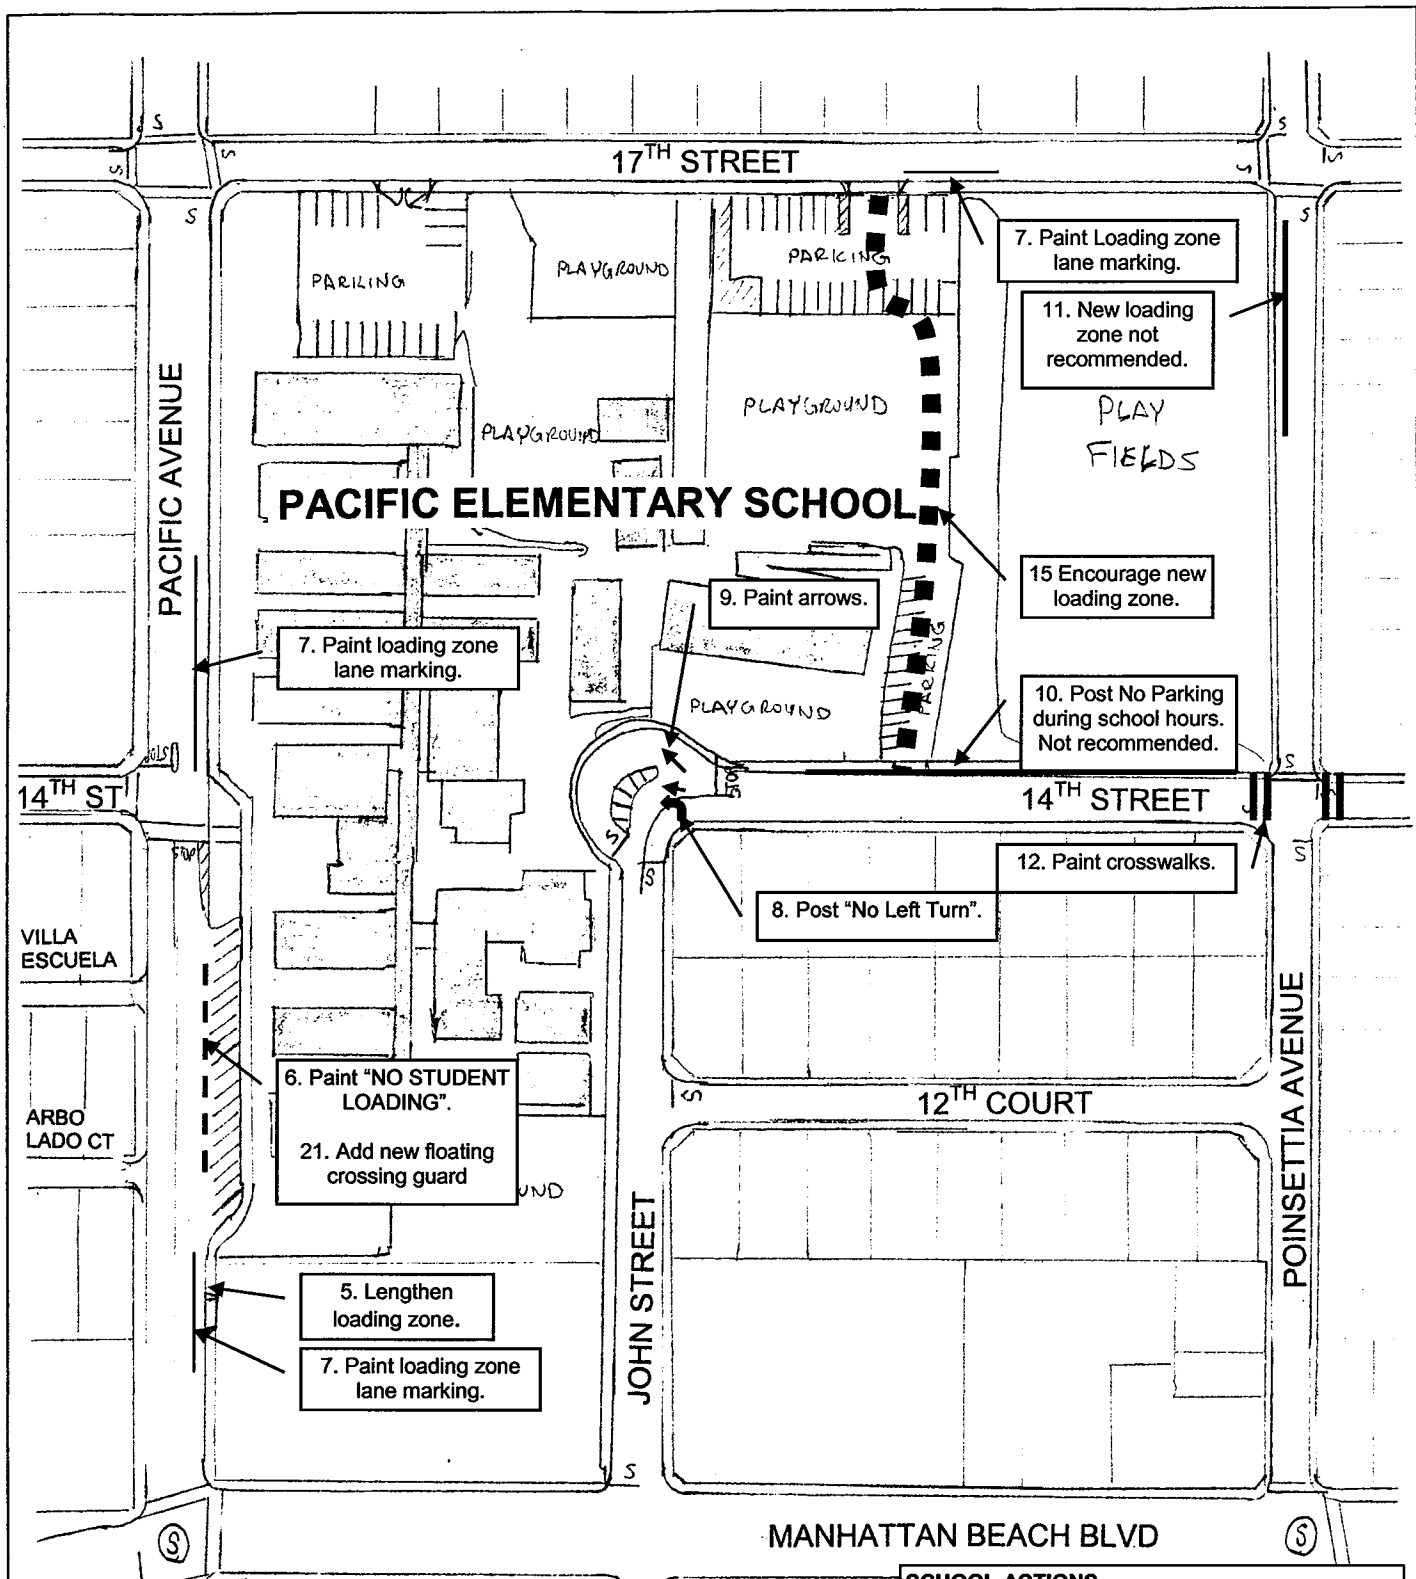 S
S
S
S
S
S
17TH STREET
S
S
7. Paint Loading zone
lane marking.
PARKING
PLAYGROUND
PARKING
11. New loading
zone not
recommended.
PACIFIC AVENUE
PLAYGROUND
PLAYGROUND
PLAY
FIELDS
PACIFIC ELEMENTARY SCHOOL
15 Encourage new
loading zone.
9. Paint arrows.
7. Paint loading zone
lane marking.
PARKING
PLAYGROUND
10. Post No Parking
during school hours.
Not recommended.
STOP
STOP
S
14TH ST
14TH STREET
S
S
S
S
STOP
12. Paint crosswalks.
S
8. Post “No Left Turn”.
VILLA
ESCUELA
6. Paint “NO STUDENT
LOADING”.
21. Add new floating
crossing guard
UND
S
12TH COURT
ARBO
LADO CT
POINSETTIA AVENUE
JOHN STREET
5. Lengthen
loading zone.
7. Paint loading zone
lane marking.
S
MANHATTAN BEACH BLVD
S
S
SCHOOL ACTIONS